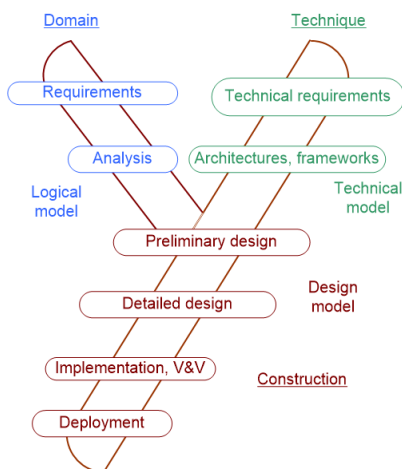 Domain
Technique
Requirements
Technical requirements
Analysis
Architectures, frameworks
Logical
model
Technical
model
Preliminary design
Detailed design
Design
model
Implementation, V&V
Construction
Deployment